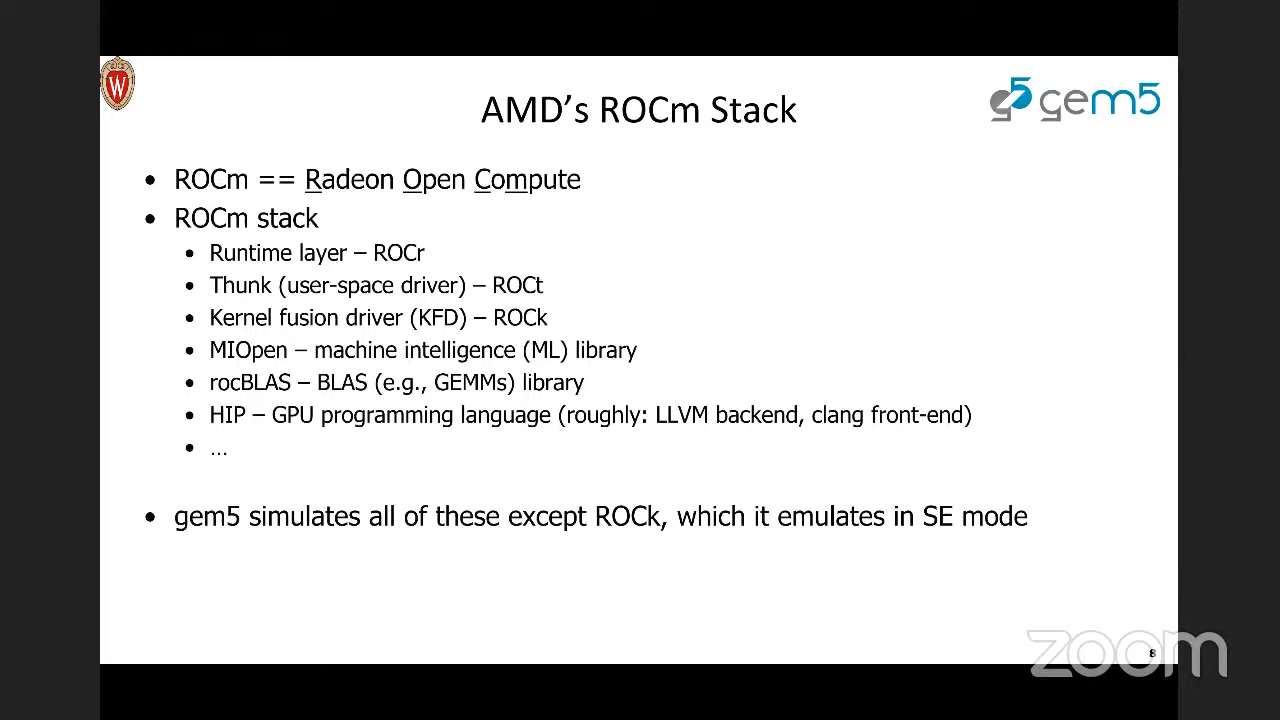 W
gem5
AMD's ROCm Stack
• ROCm == Radeon Open Compute
• ROCm stack
• Runtime layer – ROCr
• Thunk (user-space driver) – ROCt
• Kernel fusion driver (KFD) – ROCk
• MIOpen – machine intelligence (ML) library
• rocBLAS – BLAS (e.g., GEMMs) library
• HIP – GPU programming language (roughly: LLVM backend, clang front-end)
• …
• gem5 simulates all of these except ROCk, which it emulates in SE mode
zoom
8